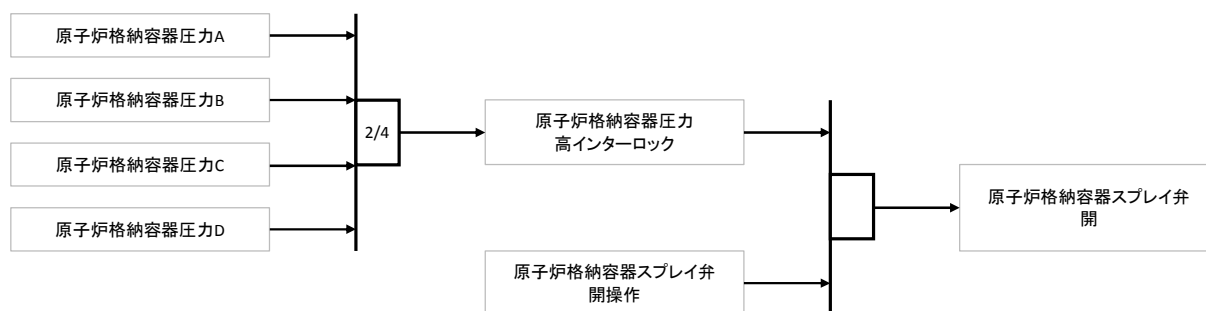 原子炉格納容器圧力A
原子炉格納容器圧力B
原子炉格納容器圧力C
原子炉格納容器圧力D
2/4
原子炉格納容器圧力
高インターロック
原子炉格納容器スプレイ弁
開操作
原子炉格納容器スプレイ弁
開